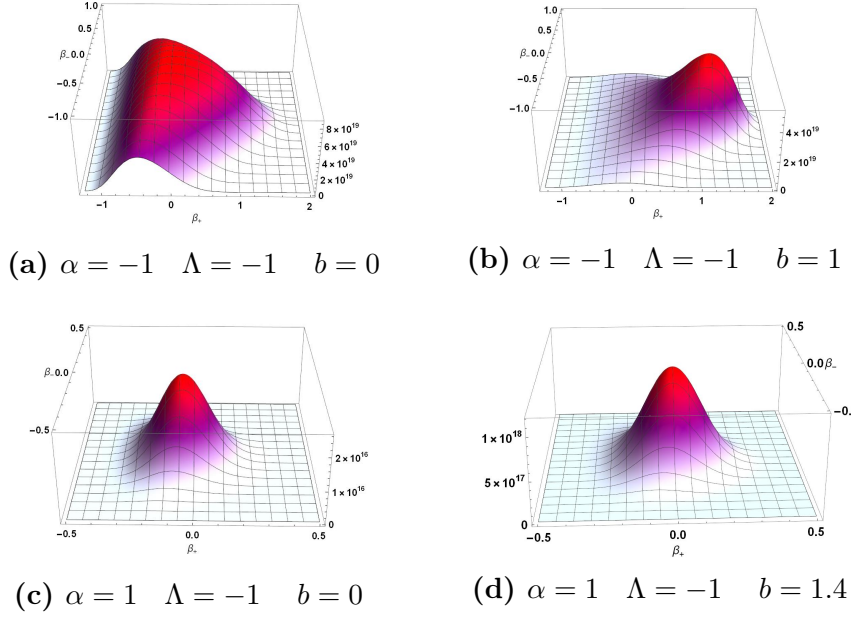 1.0
0.5
β₋ 0.0
−0.5
−1.0
8×10¹⁹
6×10¹⁹
4×10¹⁹
2×10¹⁹
0
−1 0 1 2
β₊
(a) α = −1 Λ = −1 b = 0
1.0
0.5
β₋ 0.0
−0.5
−1.0
4×10¹⁹
2×10¹⁹
0
−1 0 1 2
β₊
(b) α = −1 Λ = −1 b = 1
0.5
β₋ 0.0
−0.5
2×10¹⁶
1×10¹⁶
0
−0.5 0.0 0.5
β₊
(c) α = 1 Λ = −1 b = 0
0.5
0.0 β₋
−0.
1×10¹⁸
5×10¹⁷
0
−0.5 0.0 0.5
β₊
(d) α = 1 Λ = −1 b = 1.4